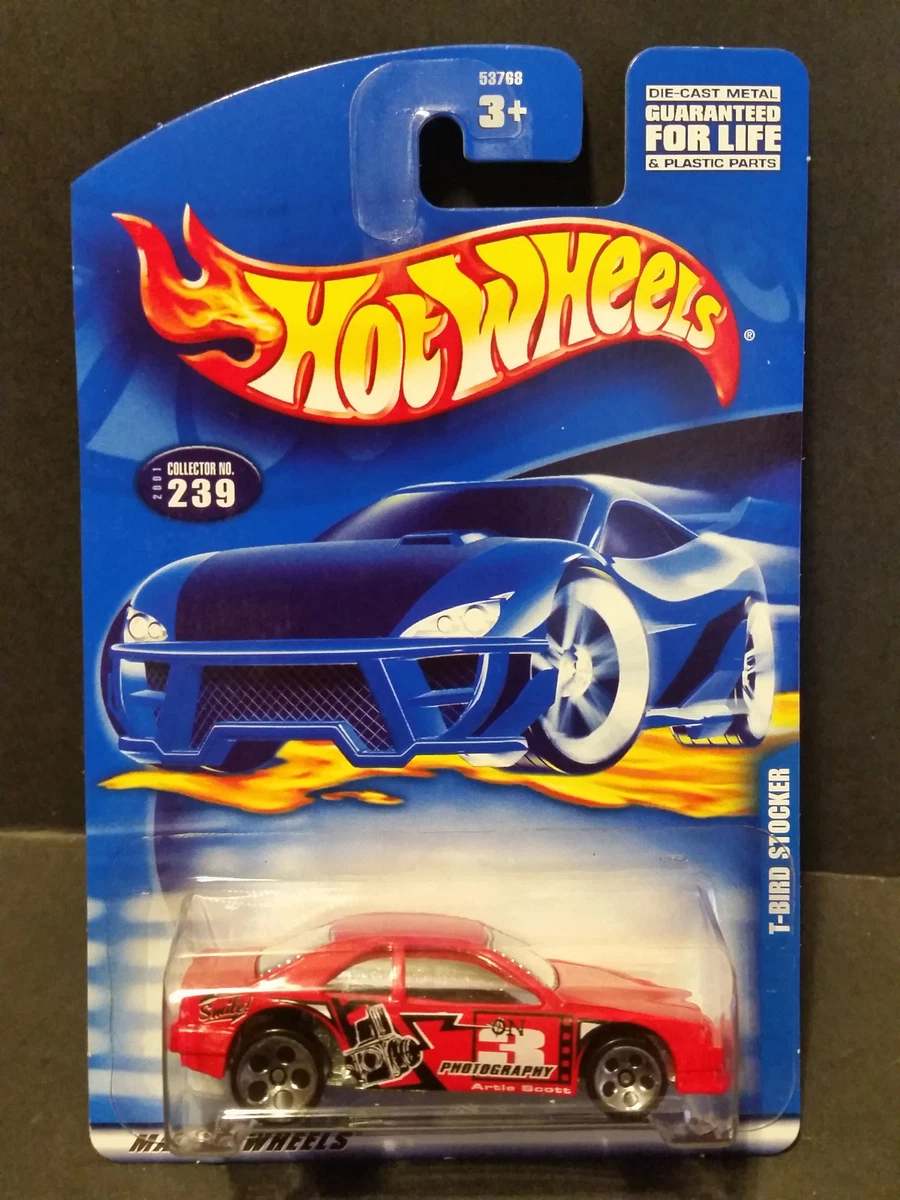 53768
3+
DIE-CAST METAL
GUARANTEED
FOR LIFE
& PLASTIC PARTS
HOT WHEELS
®
2001
COLLECTOR NO.
239
T-BIRD STOCKER
Smile!
ON
3
PHOTOGRAPHY
Artie Scott
WHEELS